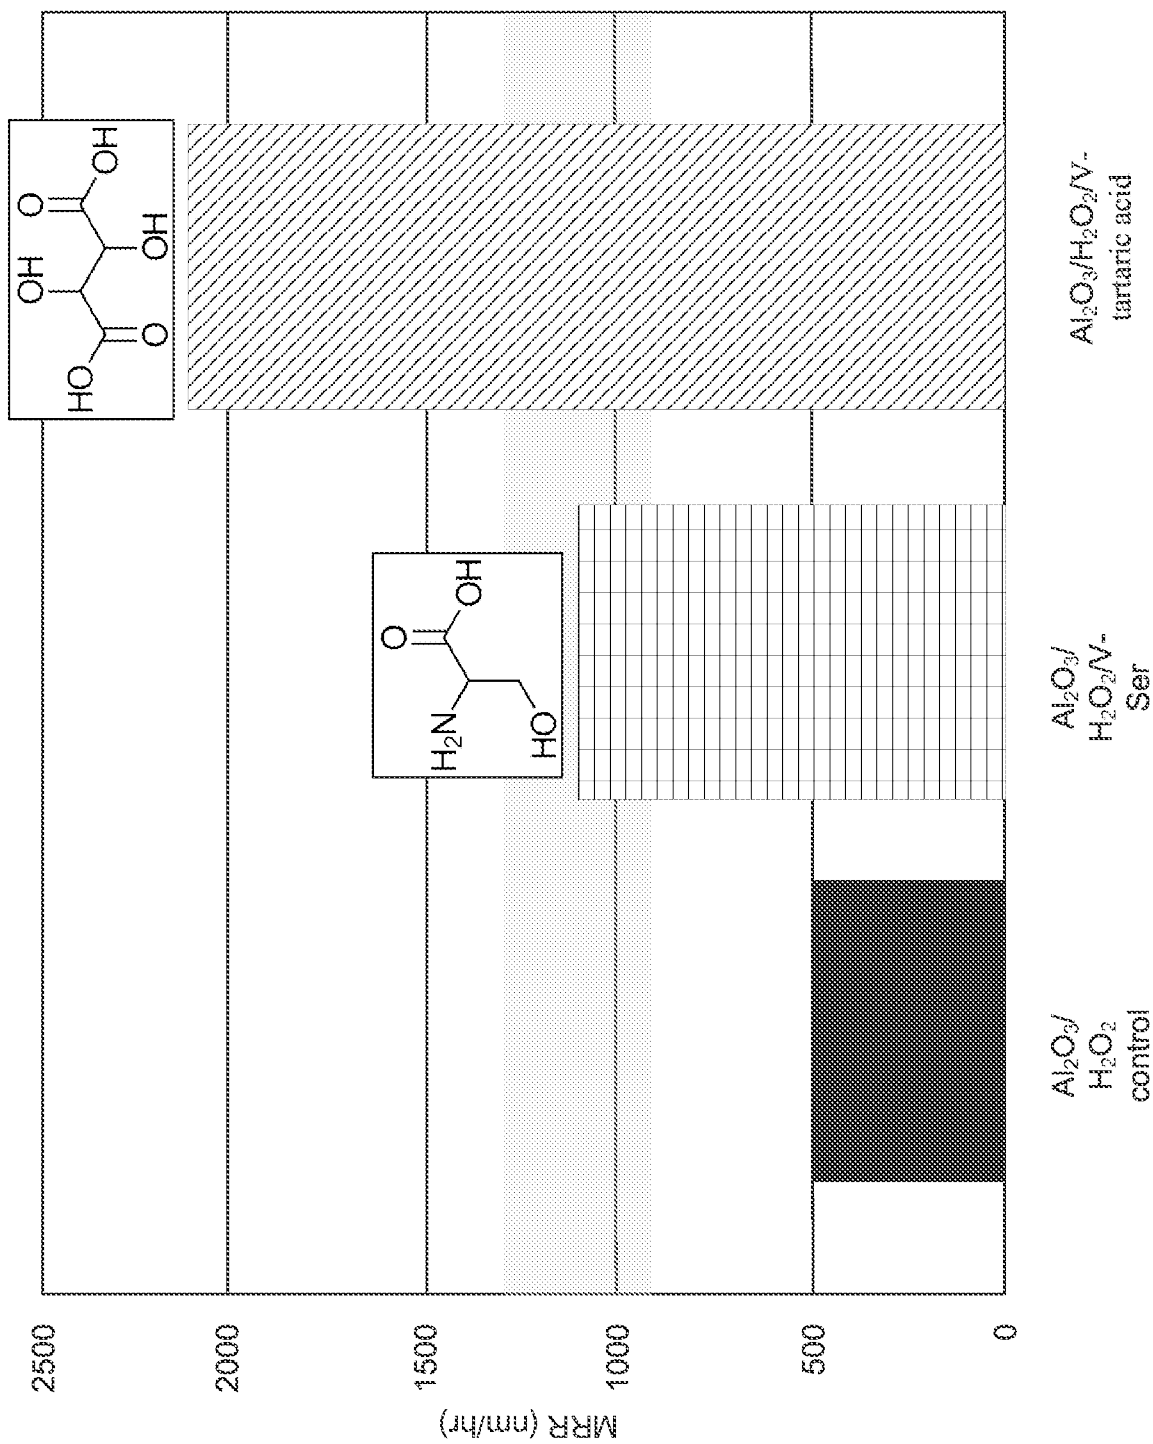 MRR (nm/hr)
2500
2000
1500
1000
500
0
HO
O
OH
OH
O
OH
H₂N
HO
O
OH
Al₂O₃/
H₂O₂
control
Al₂O₃/
H₂O₂/V-
Ser
Al₂O₃/H₂O₂/V-
tartaric acid